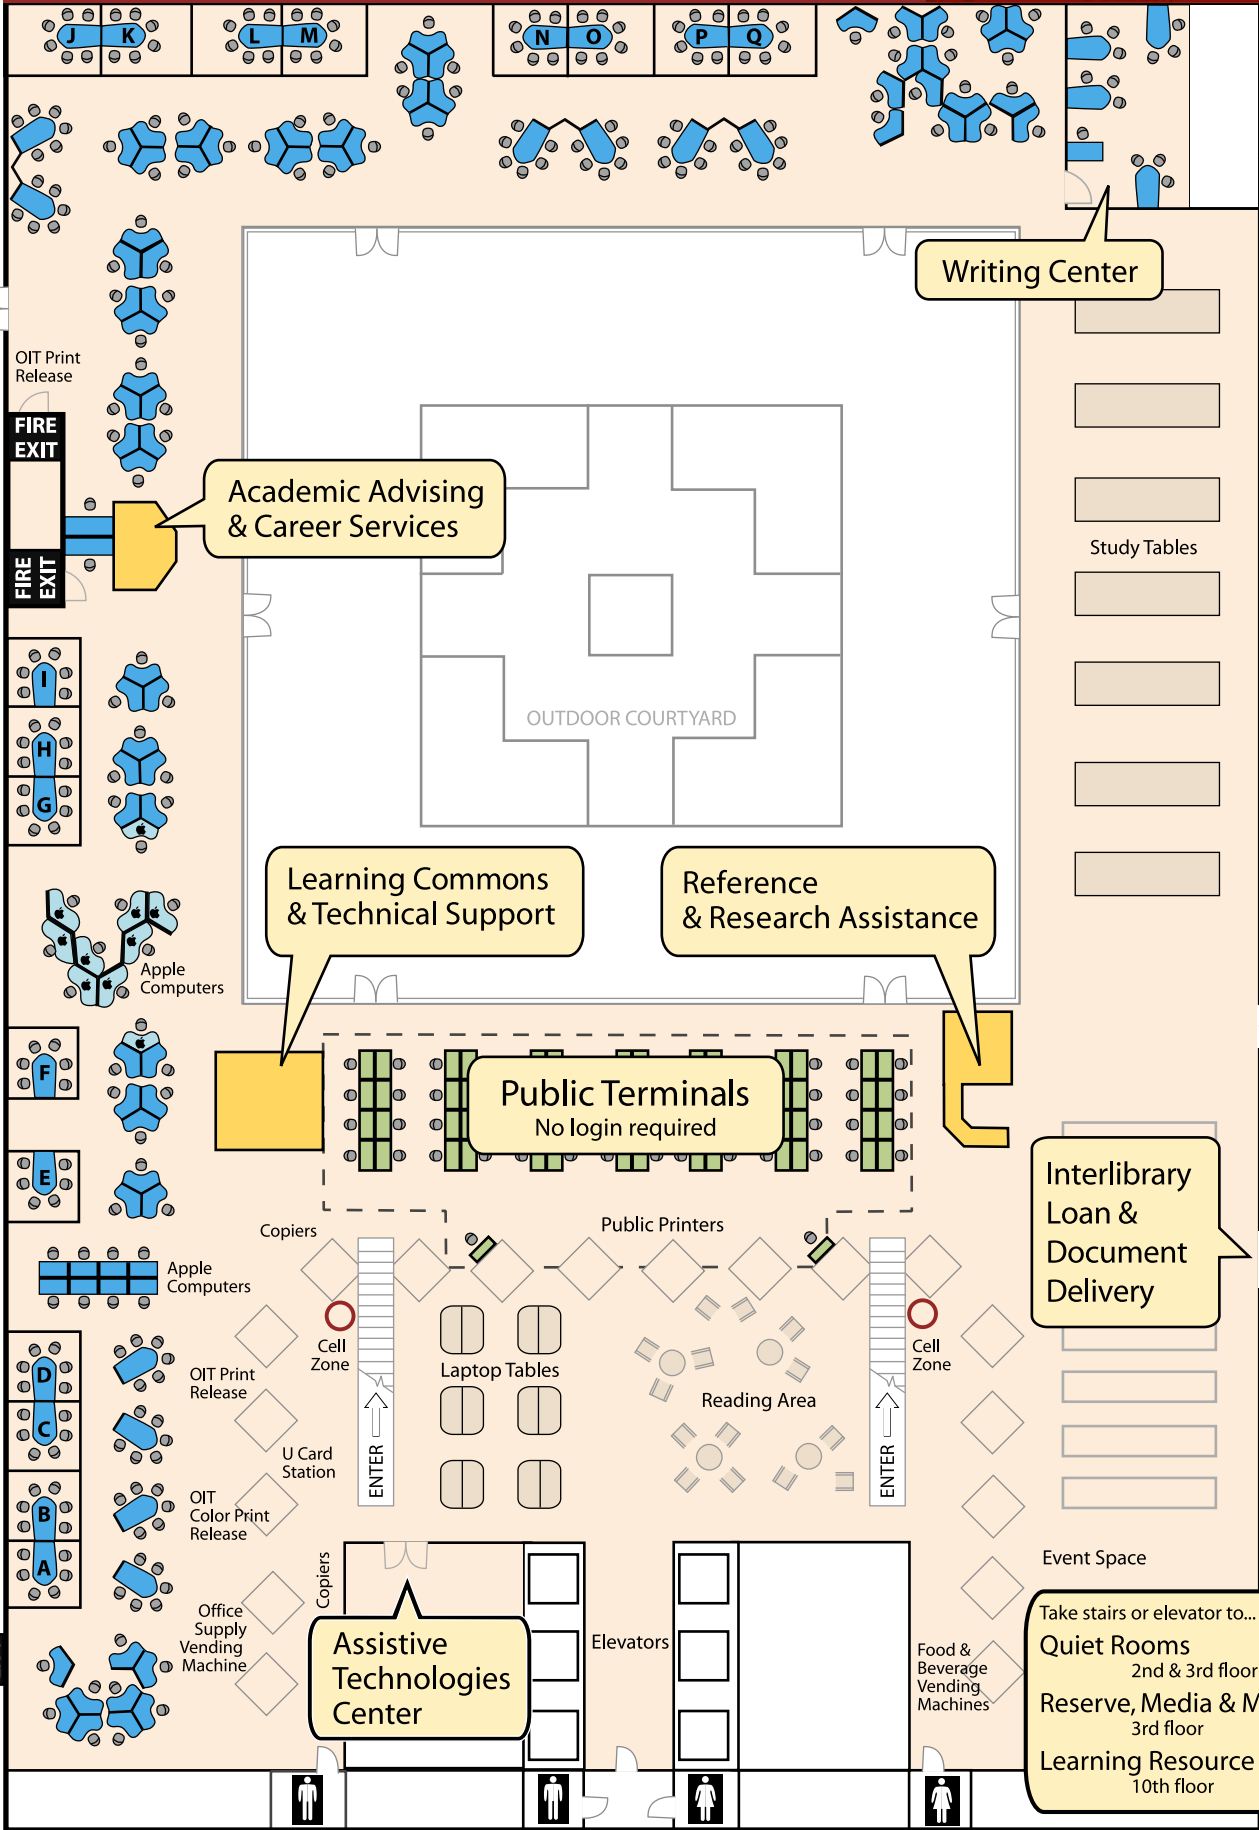 J K L M N O P Q
Writing Center
OIT Print
Release
FIRE
EXIT
Academic Advising
& Career Services
FIRE
EXIT
Study Tables
I
H
G
OUTDOOR COURTYARD
Learning Commons
& Technical Support
Reference
& Research Assistance
Apple
Computers
F
Public Terminals
No login required
E
Interlibrary
Loan &
Document
Delivery
Copiers
Public Printers
Apple
Computers
Cell
Zone
Cell
Zone
D
C
OIT Print
Release
Laptop Tables
Reading Area
U Card
Station
ENTER
ENTER
B
A
OIT
Color Print
Release
Copiers
Event Space
Office
Supply
Vending
Machine
Assistive
Technologies
Center
Elevators
Food &
Beverage
Vending
Machines
Take stairs or elevator to...
Quiet Rooms
2nd & 3rd floor
Reserve, Media & M
3rd floor
Learning Resource
10th floor